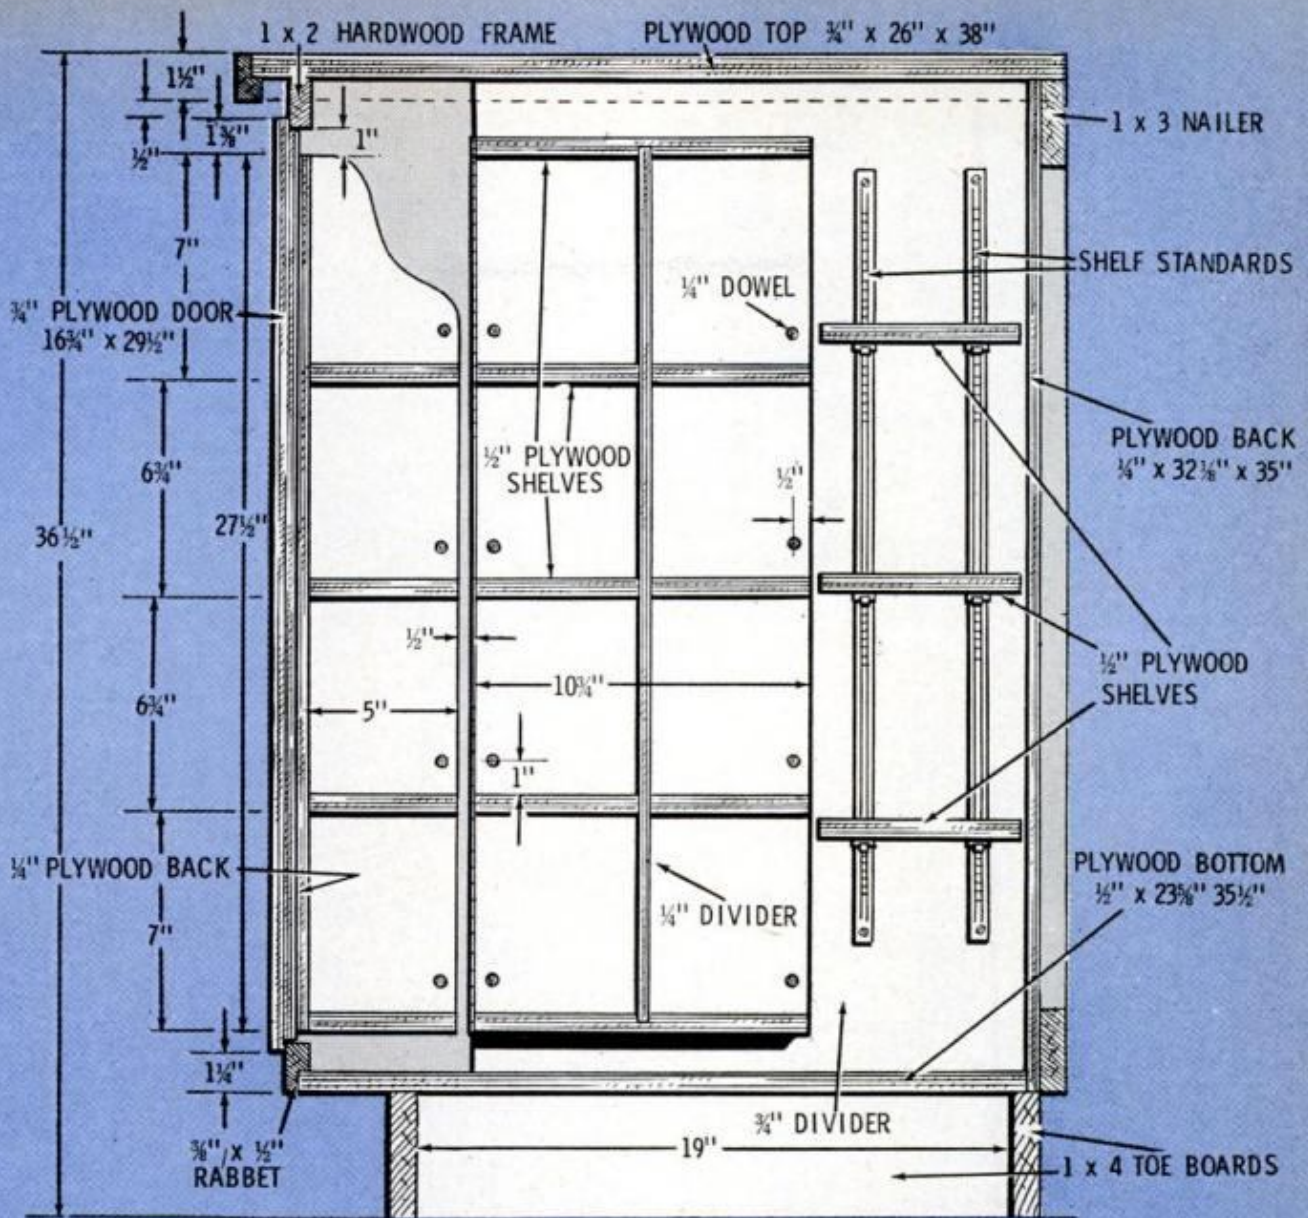 1 x 2 HARDWOOD FRAME
PLYWOOD TOP ¾" x 26" x 38"
1½"
1⅜"
½"
1"
1 x 3 NAILER
7"
SHELF STANDARDS
¼" DOWEL
¾" PLYWOOD DOOR
16¾" x 29½"
PLYWOOD BACK
¼" x 32⅛" x 35"
½" PLYWOOD
SHELVES
½"
6¾"
36½"
27½"
½"
½" PLYWOOD
SHELVES
10¾"
6¾"
5"
1"
¼" PLYWOOD BACK
PLYWOOD BOTTOM
½" x 23⅝" 35½"
¼" DIVIDER
7"
1¼"
¾" DIVIDER
⅜" x ½"
RABBET
19"
1 x 4 TOE BOARDS